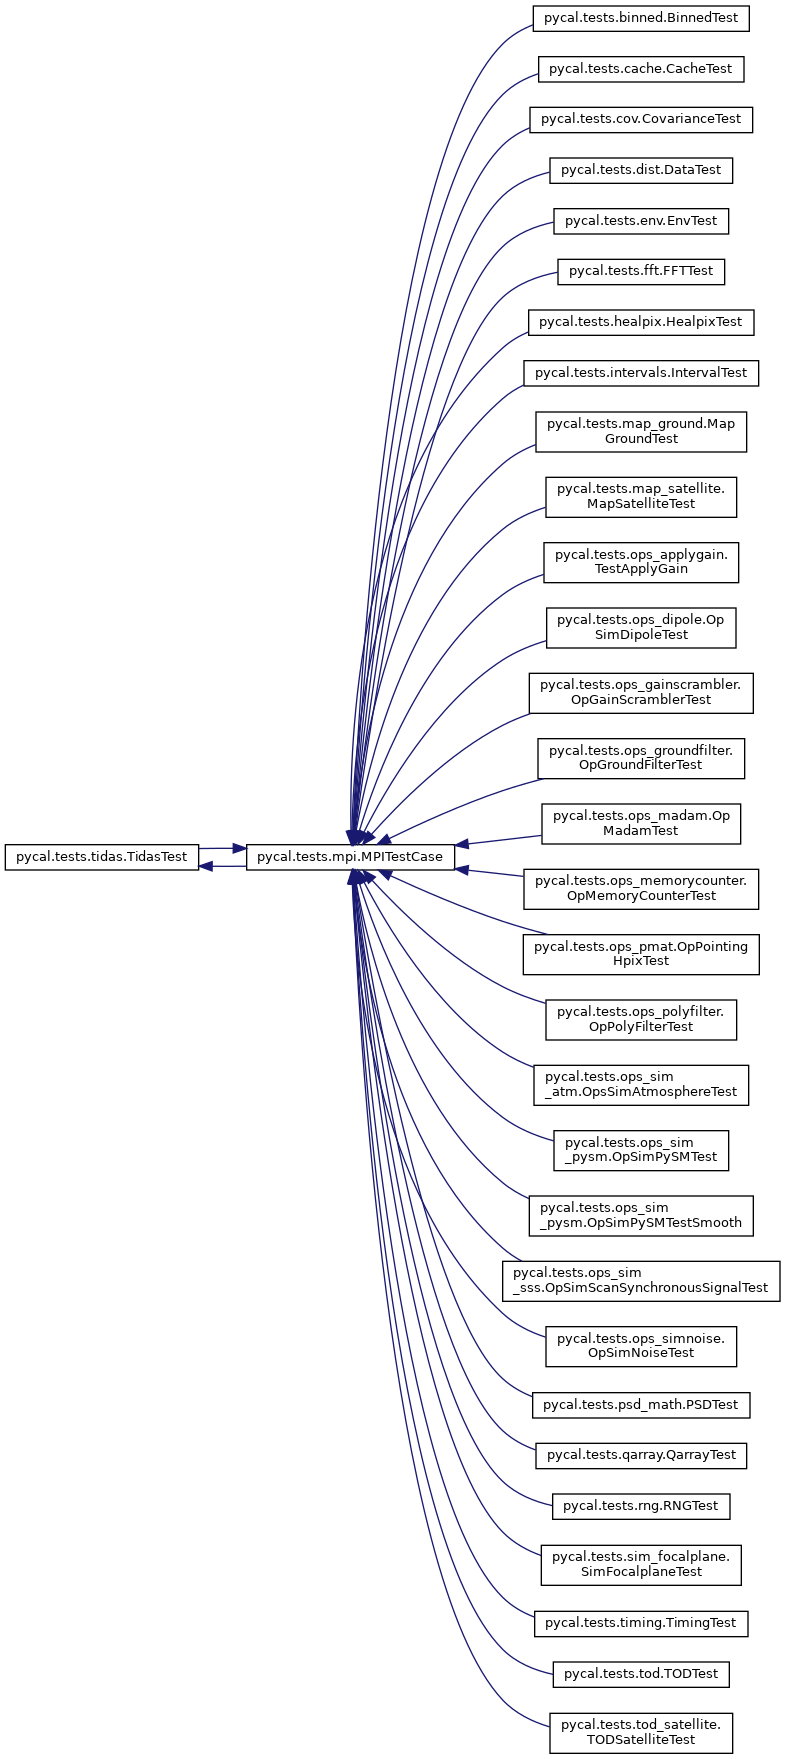 pycal.tests.binned.BinnedTest
pycal.tests.cache.CacheTest
pycal.tests.cov.CovarianceTest
pycal.tests.dist.DataTest
pycal.tests.env.EnvTest
pycal.tests.fft.FFTTest
pycal.tests.healpix.HealpixTest
pycal.tests.intervals.IntervalTest
pycal.tests.map_ground.Map
GroundTest
pycal.tests.map_satellite.
MapSatelliteTest
pycal.tests.ops_applygain.
TestApplyGain
pycal.tests.ops_dipole.Op
SimDipoleTest
pycal.tests.ops_gainscrambler.
OpGainScramblerTest
pycal.tests.ops_groundfilter.
OpGroundFilterTest
pycal.tests.ops_madam.Op
MadamTest
pycal.tests.tidas.TidasTest
pycal.tests.mpi.MPITestCase
pycal.tests.ops_memorycounter.
OpMemoryCounterTest
pycal.tests.ops_pmat.OpPointing
HpixTest
pycal.tests.ops_polyfilter.
OpPolyFilterTest
pycal.tests.ops_sim
_atm.OpsSimAtmosphereTest
pycal.tests.ops_sim
_pysm.OpSimPySMTest
pycal.tests.ops_sim
_pysm.OpSimPySMTestSmooth
pycal.tests.ops_sim
_sss.OpSimScanSynchronousSignalTest
pycal.tests.ops_simnoise.
OpSimNoiseTest
pycal.tests.psd_math.PSDTest
pycal.tests.qarray.QarrayTest
pycal.tests.rng.RNGTest
pycal.tests.sim_focalplane.
SimFocalplaneTest
pycal.tests.timing.TimingTest
pycal.tests.tod.TODTest
pycal.tests.tod_satellite.
TODSatelliteTest